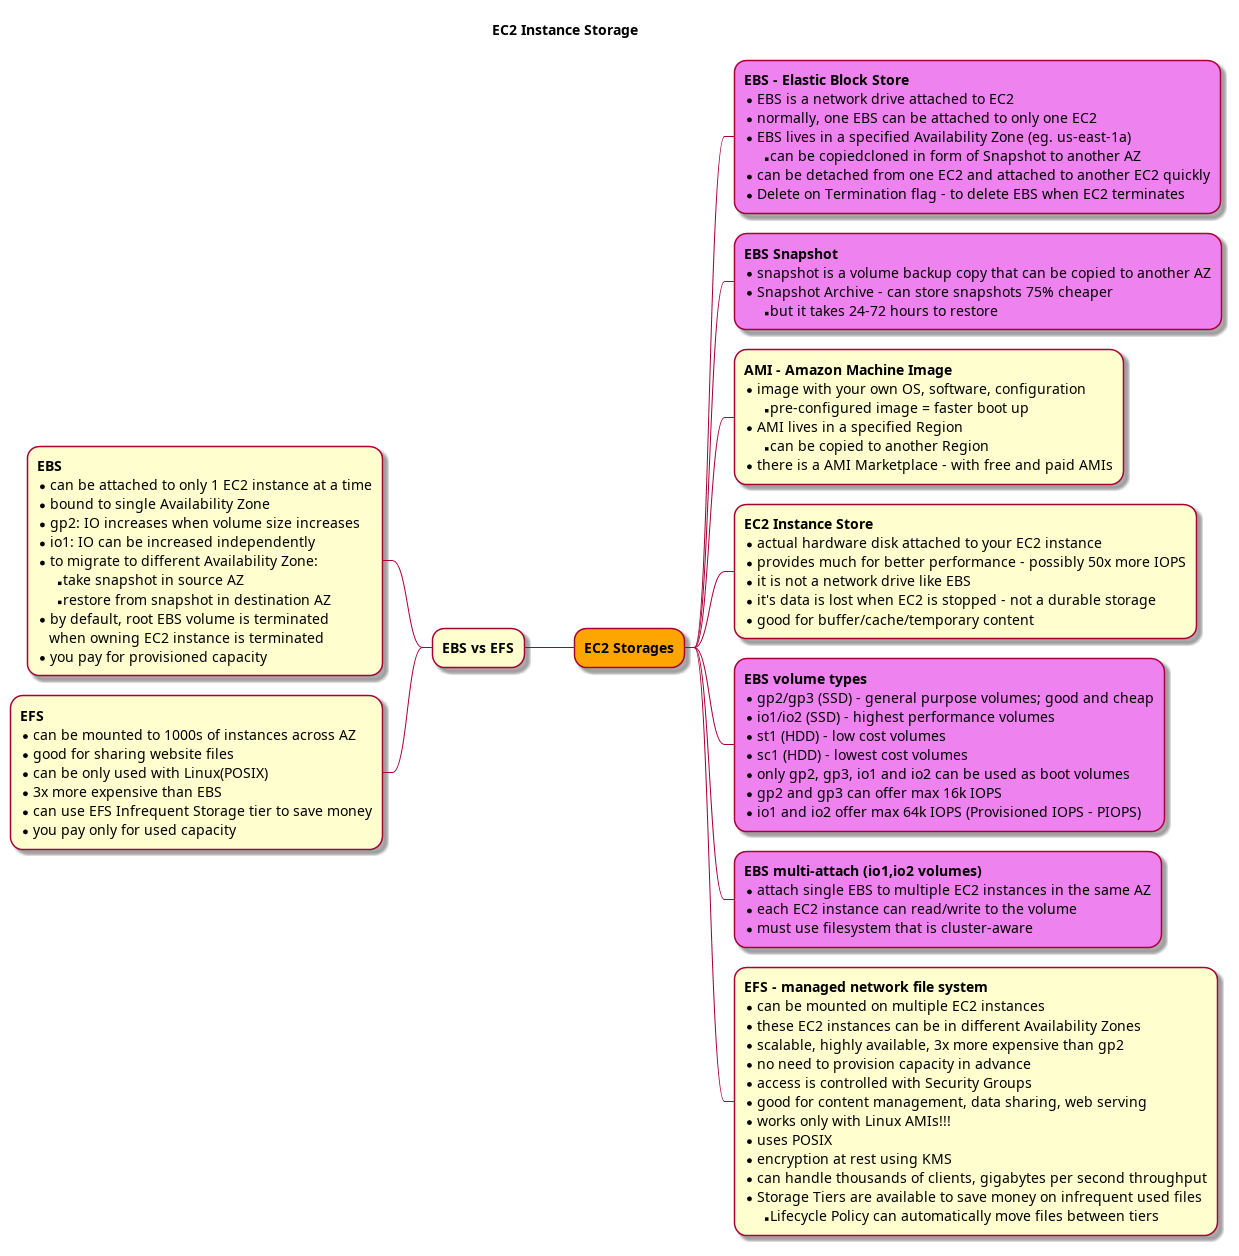 EC2 Instance Storage
EBS - Elastic Block Store
• EBS is a network drive attached to EC2
• normally, one EBS can be attached to only one EC2
• EBS lives in a specified Availability Zone (eg. us-east-1a)
▪ can be copiedcloned in form of Snapshot to another AZ
• can be detached from one EC2 and attached to another EC2 quickly
• Delete on Termination flag - to delete EBS when EC2 terminates
EBS Snapshot
• snapshot is a volume backup copy that can be copied to another AZ
• Snapshot Archive - can store snapshots 75% cheaper
▪ but it takes 24-72 hours to restore
AMI - Amazon Machine Image
• image with your own OS, software, configuration
▪ pre-configured image = faster boot up
• AMI lives in a specified Region
▪ can be copied to another Region
• there is a AMI Marketplace - with free and paid AMIs
EC2 Instance Store
• actual hardware disk attached to your EC2 instance
• provides much for better performance - possibly 50x more IOPS
• it is not a network drive like EBS
• it's data is lost when EC2 is stopped - not a durable storage
• good for buffer/cache/temporary content
EBS volume types
• gp2/gp3 (SSD) - general purpose volumes; good and cheap
• io1/io2 (SSD) - highest performance volumes
• st1 (HDD) - low cost volumes
• sc1 (HDD) - lowest cost volumes
• only gp2, gp3, io1 and io2 can be used as boot volumes
• gp2 and gp3 can offer max 16k IOPS
• io1 and io2 offer max 64k IOPS (Provisioned IOPS - PIOPS)
EBS multi-attach (io1,io2 volumes)
• attach single EBS to multiple EC2 instances in the same AZ
• each EC2 instance can read/write to the volume
• must use filesystem that is cluster-aware
EFS - managed network file system
• can be mounted on multiple EC2 instances
• these EC2 instances can be in different Availability Zones
• scalable, highly available, 3x more expensive than gp2
• no need to provision capacity in advance
• access is controlled with Security Groups
• good for content management, data sharing, web serving
• works only with Linux AMIs!!!
• uses POSIX
• encryption at rest using KMS
• can handle thousands of clients, gigabytes per second throughput
• Storage Tiers are available to save money on infrequent used files
▪ Lifecycle Policy can automatically move files between tiers
EC2 Storages
EBS vs EFS
EBS
• can be attached to only 1 EC2 instance at a time
• bound to single Availability Zone
• gp2: IO increases when volume size increases
• io1: IO can be increased independently
• to migrate to different Availability Zone:
▪ take snapshot in source AZ
▪ restore from snapshot in destination AZ
• by default, root EBS volume is terminated
when owning EC2 instance is terminated
• you pay for provisioned capacity
EFS
• can be mounted to 1000s of instances across AZ
• good for sharing website files
• can be only used with Linux(POSIX)
• 3x more expensive than EBS
• can use EFS Infrequent Storage tier to save money
• you pay only for used capacity